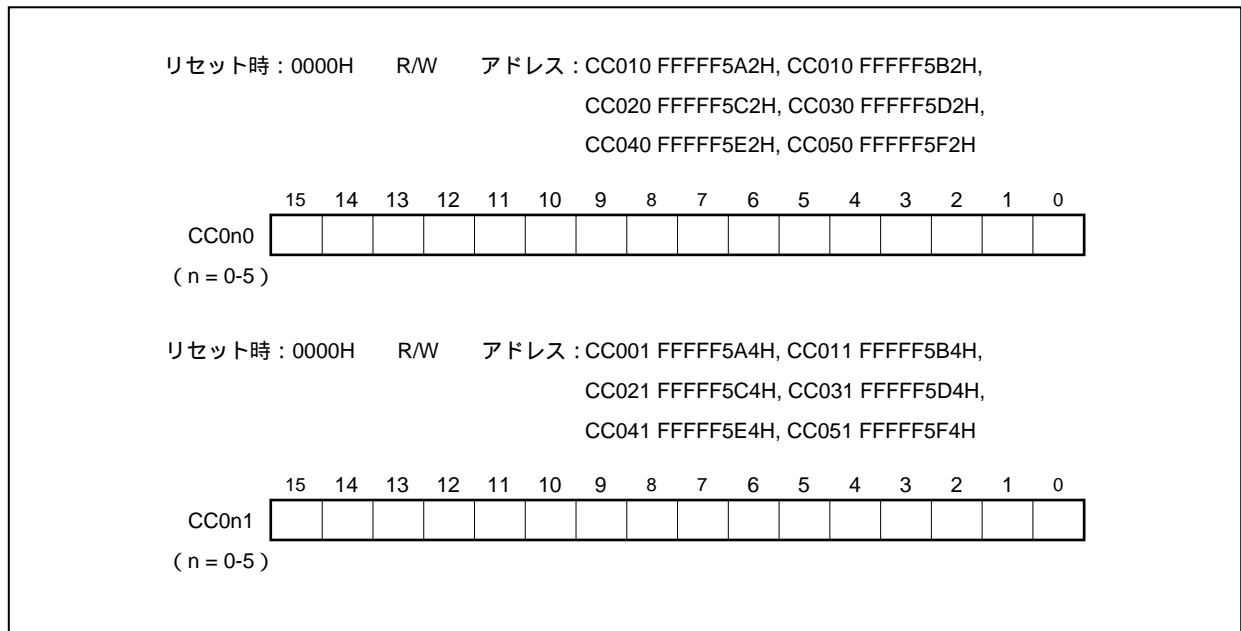 リセット時：0000H R/W アドレス：CC010 FFFFF5A2H, CC010 FFFFF5B2H,
CC020 FFFFF5C2H, CC030 FFFFF5D2H,
CC040 FFFFF5E2H, CC050 FFFFF5F2H
15 14 13 12 11 10 9 8 7 6 5 4 3 2 1 0
CC0n0
（n = 0-5）
リセット時：0000H R/W アドレス：CC001 FFFFF5A4H, CC011 FFFFF5B4H,
CC021 FFFFF5C4H, CC031 FFFFF5D4H,
CC041 FFFFF5E4H, CC051 FFFFF5F4H
15 14 13 12 11 10 9 8 7 6 5 4 3 2 1 0
CC0n1
（n = 0-5）